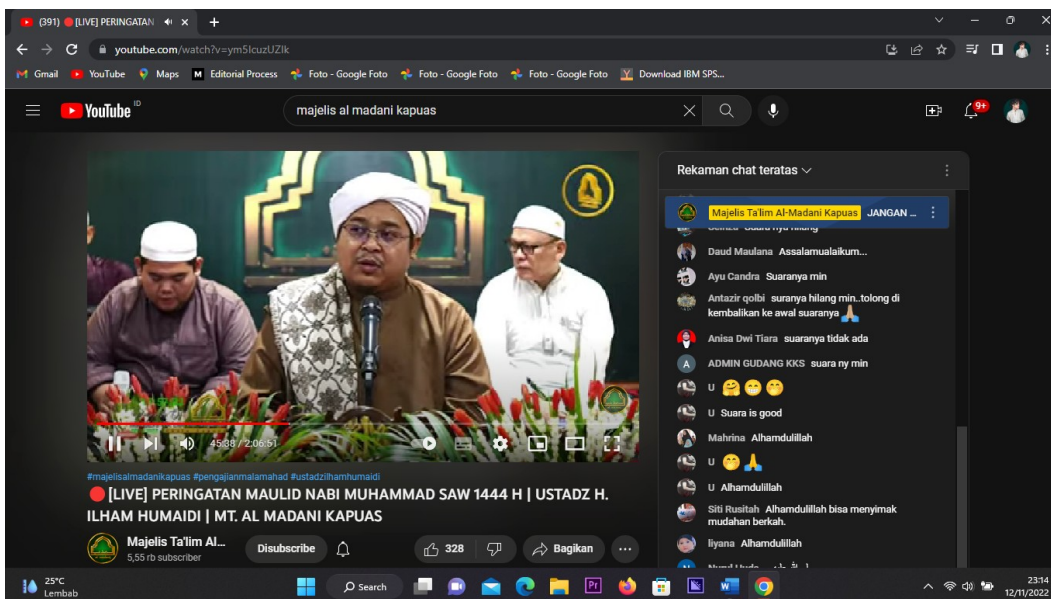 (391) [LIVE] PERINGATAN
youtube.com/watch?v=ym5IcuzUZIk
Gmail YouTube Maps Editorial Process Foto - Google Foto Foto - Google Foto Foto - Google Foto Download IBM SPS...
YouTube ID
majelis al madani kapuas
9+
Rekaman chat teratas
Majelis Ta'lim Al-Madani Kapuas JANGAN ...
Daud Maulana Assalamualaikum...
Ayu Candra Suaranya min
Antazir qolbi suranya hilang min..tolong di
kembalikan ke awal suaranya 🙏
Anisa Dwi Tiara suaranya tidak ada
A ADMIN GUDANG KKS suara ny min
U 🤗😁😁
U Suara is good
Mahrina Alhamdulillah
U 😁🙏
U Alhamdulillah
Siti Rusitah Alhamdulillah bisa menyimak
mudahan berkah.
liyana Alhamdulillah
45:38 / 2:06:51
#majelisalmadanikapuas #pengajianmalamahad #ustadzilhamhumaidi
🔴 [LIVE] PERINGATAN MAULID NABI MUHAMMAD SAW 1444 H | USTADZ H.
ILHAM HUMAIDI | MT. AL MADANI KAPUAS
Majelis Ta'lim Al...
5,55 rb subscriber
Disubscribe
328
Bagikan
25°C
Lembab
Search
Pr
23:14
12/11/2022